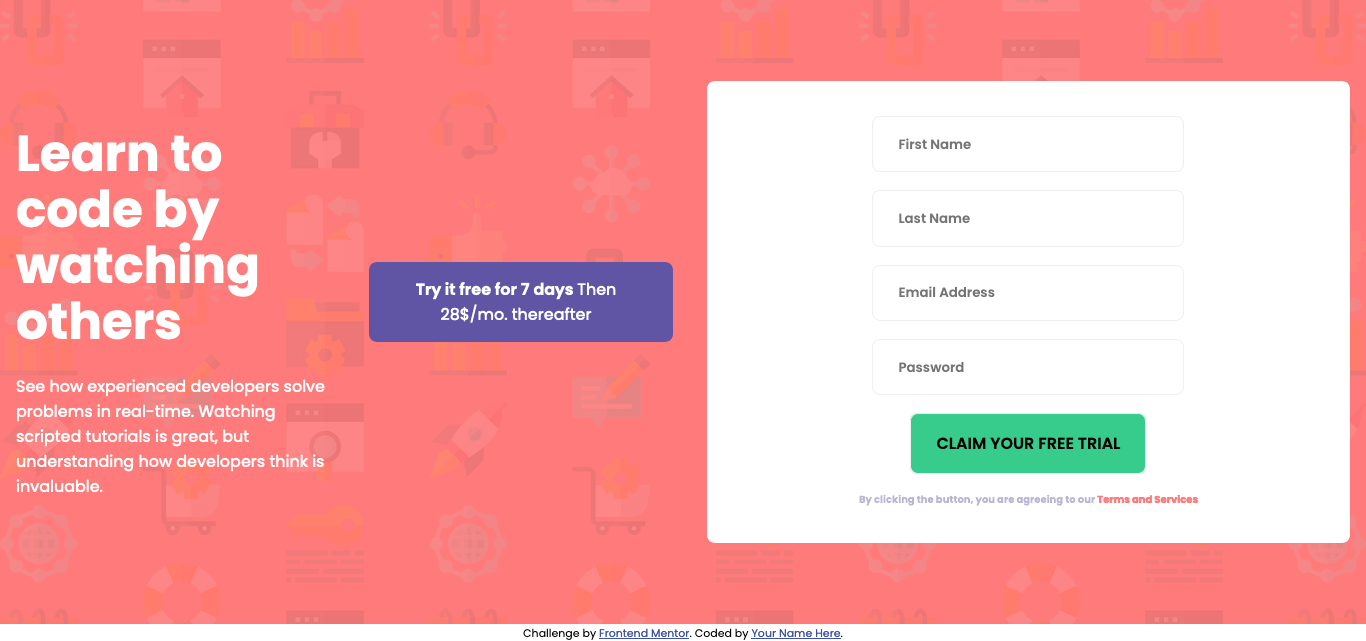 Learn to
code by
watching
others
See how experienced developers solve
problems in real-time. Watching
scripted tutorials is great, but
understanding how developers think is
invaluable.
Try it free for 7 days Then
28$/mo. thereafter
First Name
Last Name
Email Address
Password
CLAIM YOUR FREE TRIAL
By clicking the button, you are agreeing to our Terms and Services
Challenge by Frontend Mentor. Coded by Your Name Here.